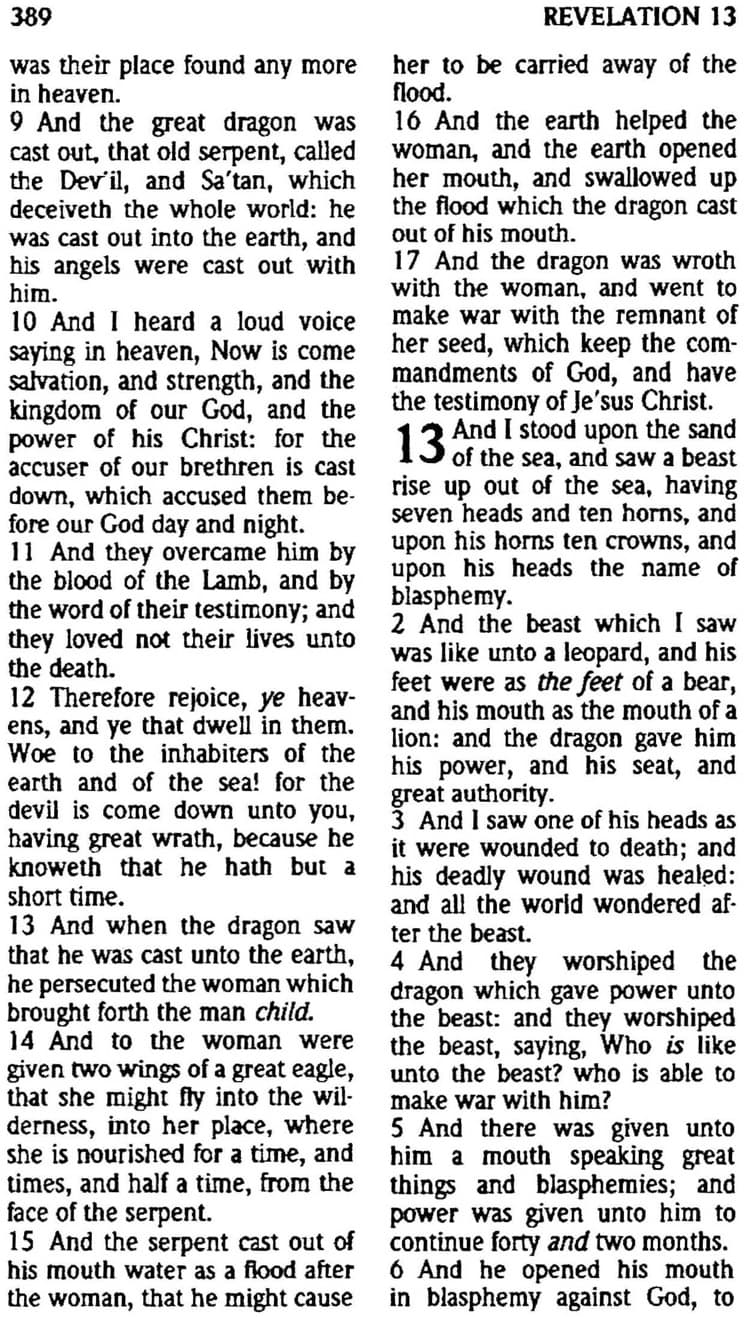 389
REVELATION 13
was their place found any more
in heaven.
9 And the great dragon was
cast out, that old serpent, called
the Dev'il, and Sa'tan, which
deceiveth the whole world: he
was cast out into the earth, and
his angels were cast out with
him.
10 And I heard a loud voice
saying in heaven, Now is come
salvation, and strength, and the
kingdom of our God, and the
power of his Christ: for the
accuser of our brethren is cast
down, which accused them be-
fore our God day and night.
11 And they overcame him by
the blood of the Lamb, and by
the word of their testimony; and
they loved not their lives unto
the death.
12 Therefore rejoice, ye heav-
ens, and ye that dwell in them.
Woe to the inhabiters of the
earth and of the sea! for the
devil is come down unto you,
having great wrath, because he
knoweth that he hath but a
short time.
13 And when the dragon saw
that he was cast unto the earth,
he persecuted the woman which
brought forth the man child.
14 And to the woman were
given two wings of a great eagle,
that she might fly into the wil-
derness, into her place, where
she is nourished for a time, and
times, and half a time, from the
face of the serpent.
15 And the serpent cast out of
his mouth water as a flood after
the woman, that he might cause
her to be carried away of the
flood.
16 And the earth helped the
woman, and the earth opened
her mouth, and swallowed up
the flood which the dragon cast
out of his mouth.
17 And the dragon was wroth
with the woman, and went to
make war with the remnant of
her seed, which keep the com-
mandments of God, and have
the testimony of Je'sus Christ.
13 And I stood upon the sand
of the sea, and saw a beast
rise up out of the sea, having
seven heads and ten horns, and
upon his horns ten crowns, and
upon his heads the name of
blasphemy.
2 And the beast which I saw
was like unto a leopard, and his
feet were as the feet of a bear,
and his mouth as the mouth of a
lion: and the dragon gave him
his power, and his seat, and
great authority.
3 And I saw one of his heads as
it were wounded to death; and
his deadly wound was healed:
and all the world wondered af-
ter the beast.
4 And they worshiped the
dragon which gave power unto
the beast: and they worshiped
the beast, saying, Who is like
unto the beast? who is able to
make war with him?
5 And there was given unto
him a mouth speaking great
things and blasphemies; and
power was given unto him to
continue forty and two months.
6 And he opened his mouth
in blasphemy against God, to